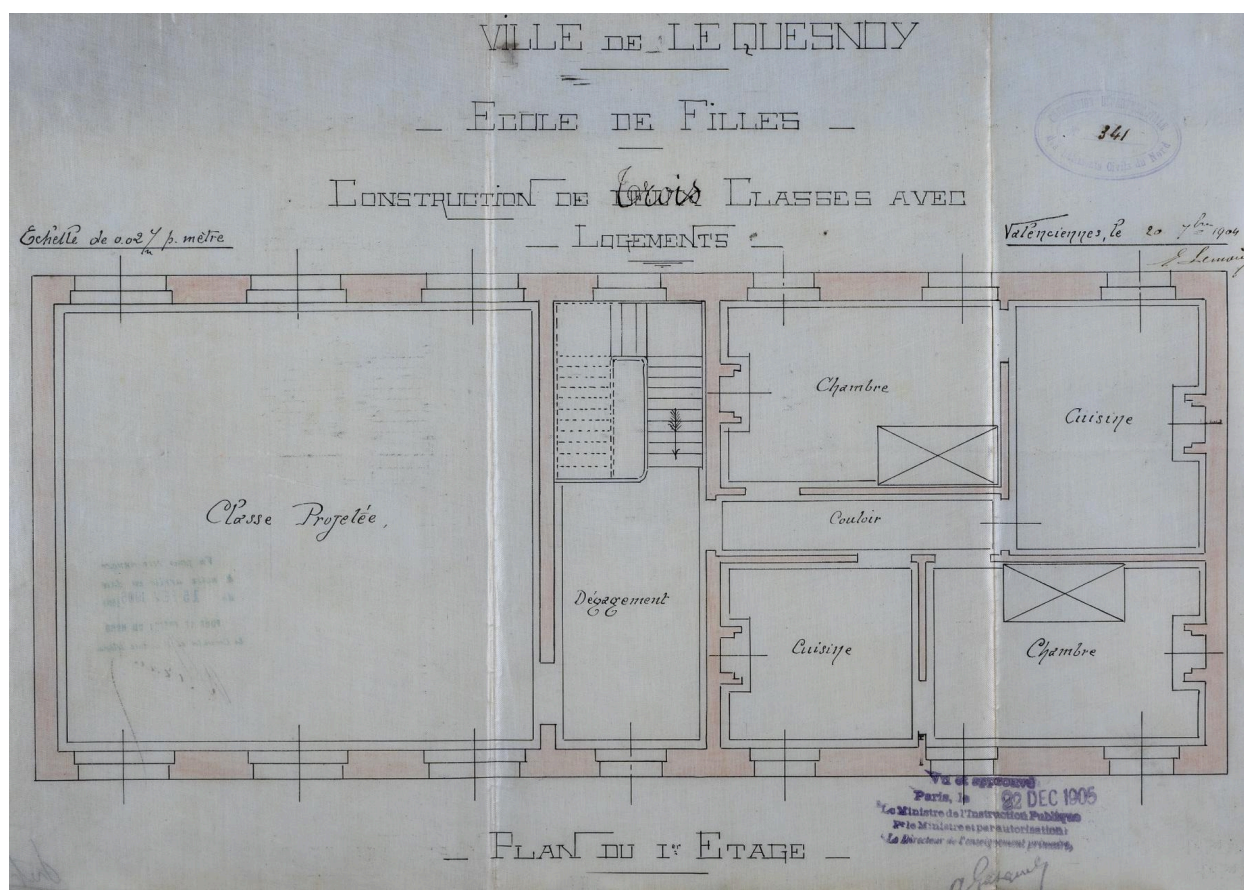 VILLE DE LE QUESNOY
ECOLE DE FILLES
341
CONSTRUCTION DE trois CLASSES AVEC
LOGEMENTS
Echelle de 0.02 p. mètre
Valenciennes, le 20 7bre 1904
Chambre
Cuisine
Classe Projetée,
Couloir
Dégagement
Cuisine
Chambre
Vu et approuvé
Paris, le 22 DEC 1905
Le Ministre de l'Instruction Publique
Pr le Ministre et par autorisation:
Le Directeur de l'enseignement primaire,
PLAN DU 1er ETAGE